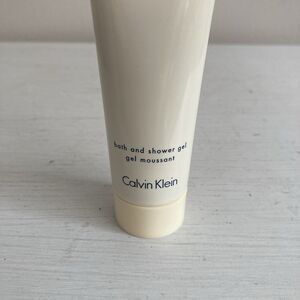 bath and shower gel
gel moussant
Calvin Klein